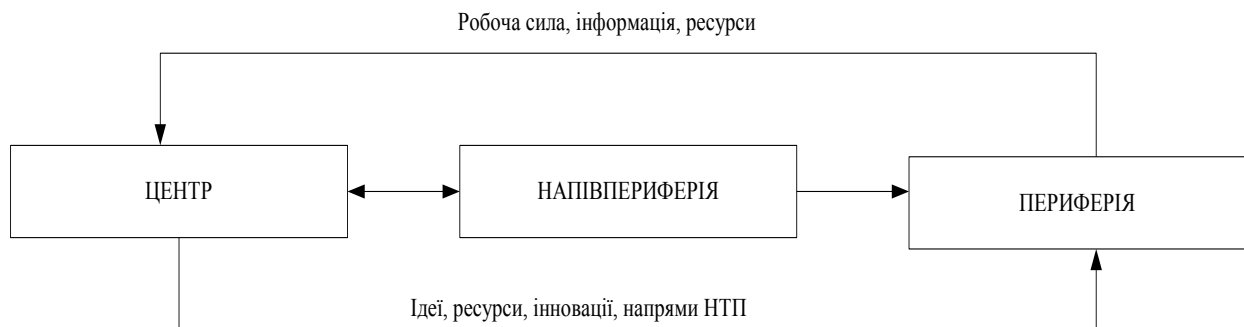 Робоча сила, інформація, ресурси
ЦЕНТР
НАПІВПЕРИФЕРІЯ
ПЕРИФЕРІЯ
Ідеї, ресурси, інновації, напрями НТП